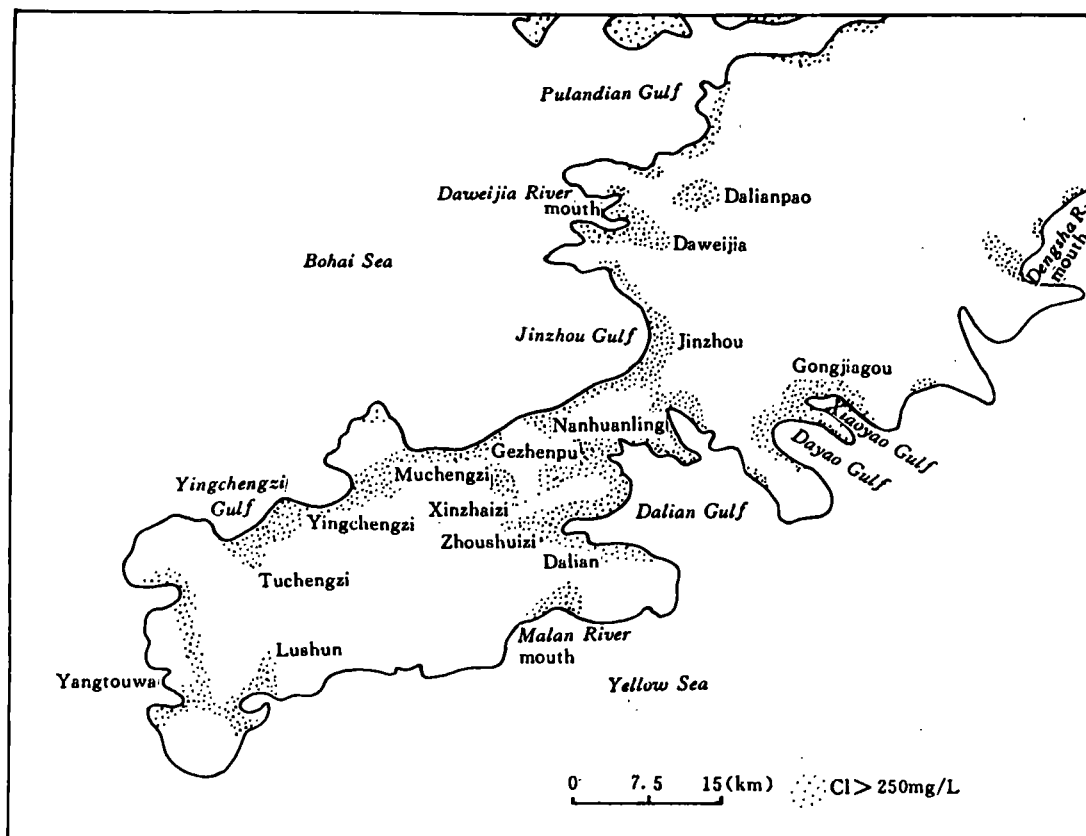 Pulandian Gulf
Daweijia River
mouth
Dalianpao
Daweijia
Bohai Sea
Dengsha R.
mouth
Jinzhou Gulf
Jinzhou
Gongjiagou
Xiaoyao Gulf
Dayao Gulf
Nanhuanling
Gezhenpu
Muchengzi
Yingchengzi
Gulf
Xinzhaizi
Dalian Gulf
Yingchengzi
Zhoushuizi
Dalian
Tuchengzi
Malan River
mouth
Lushun
Yangtouwa
Yellow Sea
0 7.5 15(km)
Cl > 250mg/L